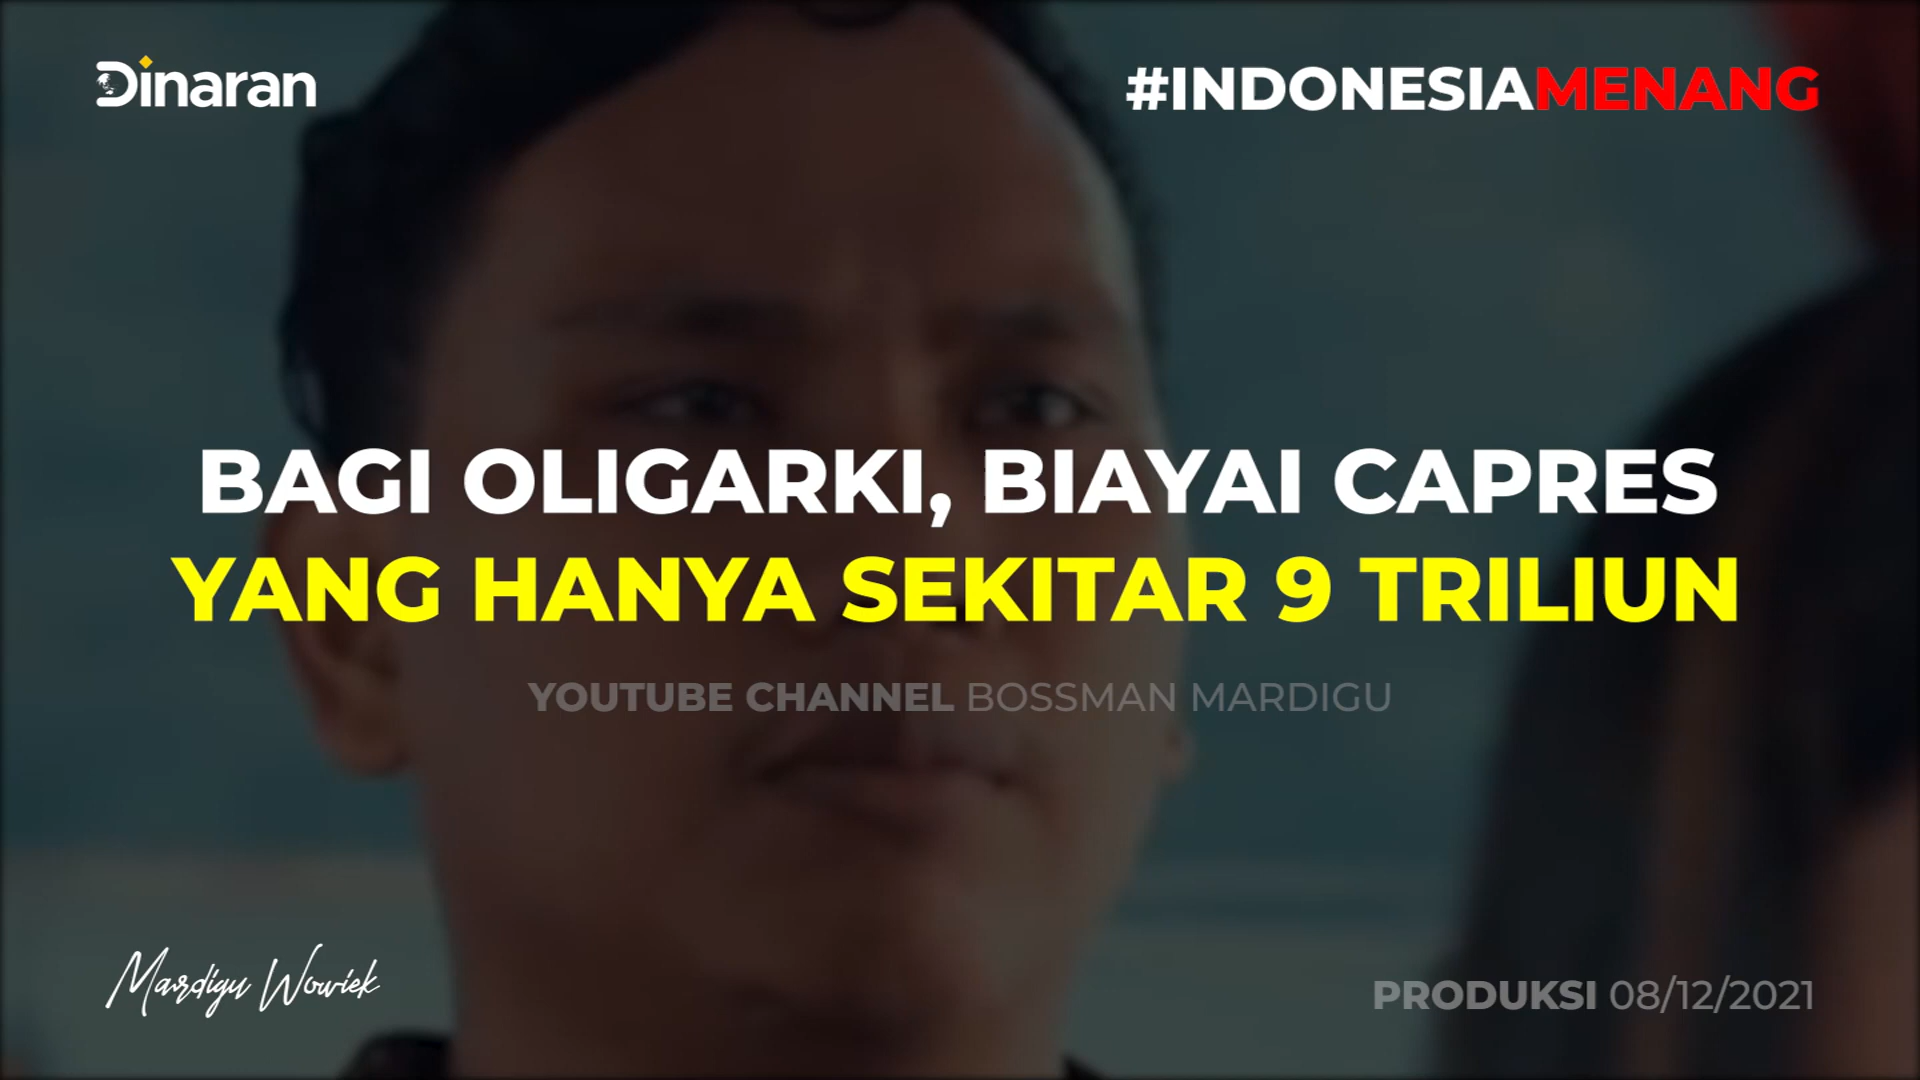 Dinaran
#INDONESIAMENANG
BAGI OLIGARKI, BIAYAI CAPRES
YANG HANYA SEKITAR 9 TRILIUN
YOUTUBE CHANNEL BOSSMAN MARDIGU
Mardigu Wowiek
PRODUKSI 08/12/2021